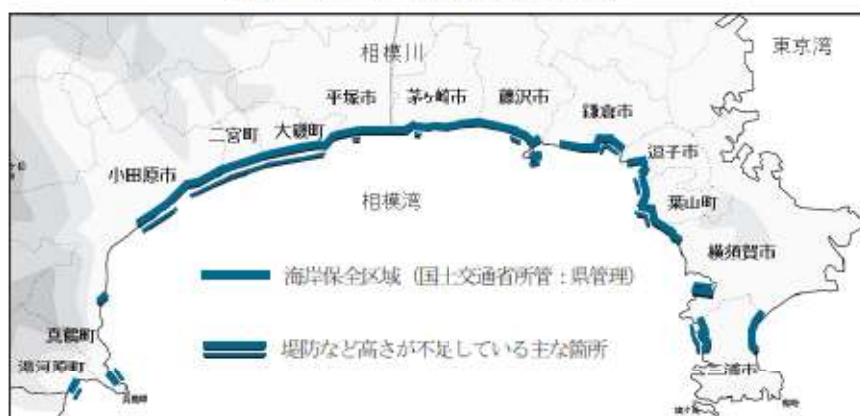 東京湾
相模川
平塚市
茅ヶ崎市
藤沢市
鎌倉市
二宮町
大磯町
逗子市
小田原市
葉山町
相模湾
横須賀市
海岸保全区域（国土交通省所管：県管理）
真鶴町
堤防など高さが不足している主な箇所
湯河原町
三浦市